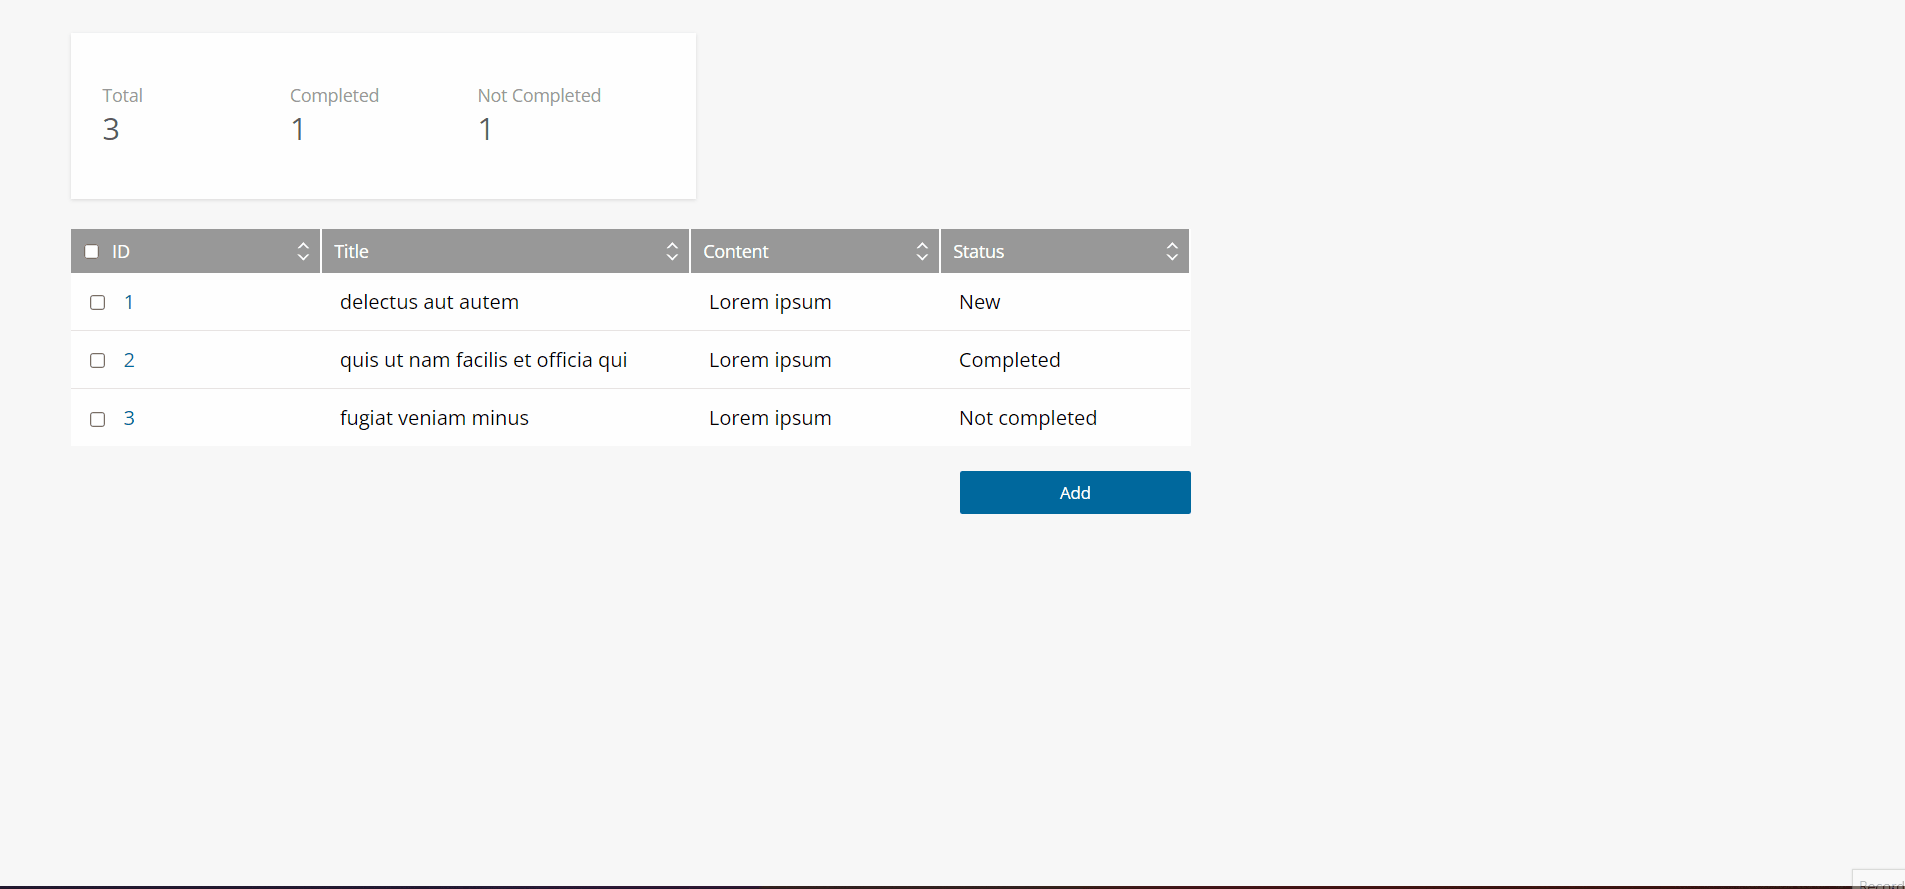 Total Completed Not Completed
3 1 1
ID Title Content Status
1 delectus aut autem Lorem ipsum New
2 quis ut nam facilis et officia qui Lorem ipsum Completed
3 fugiat veniam minus Lorem ipsum Not completed
Add